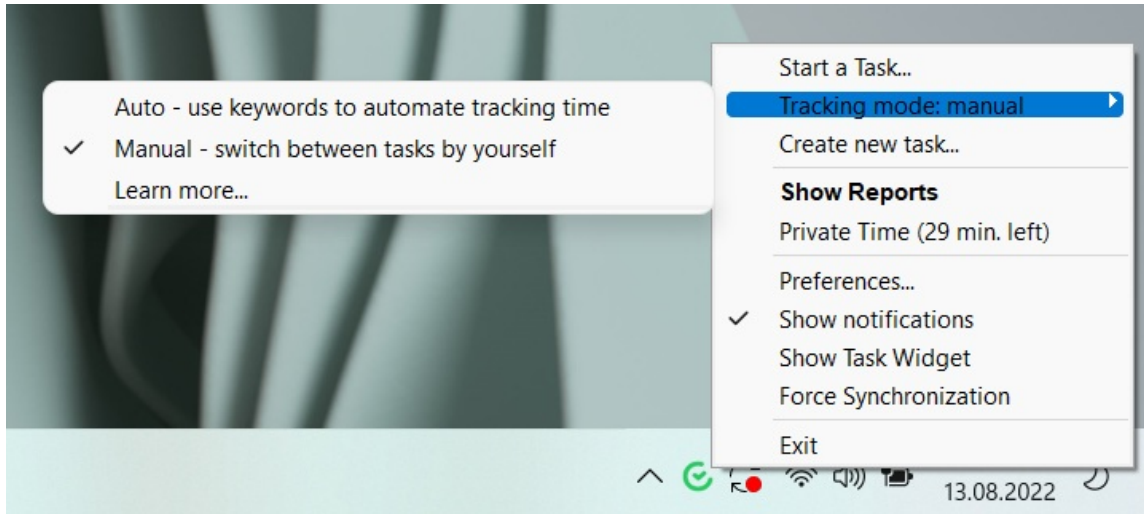 Auto - use keywords to automate tracking time
Manual - switch between tasks by yourself
Learn more...
Start a Task...
Tracking mode: manual
Create new task...
Show Reports
Private Time (29 min. left)
Preferences...
Show notifications
Show Task Widget
Force Synchronization
Exit
13.08.2022